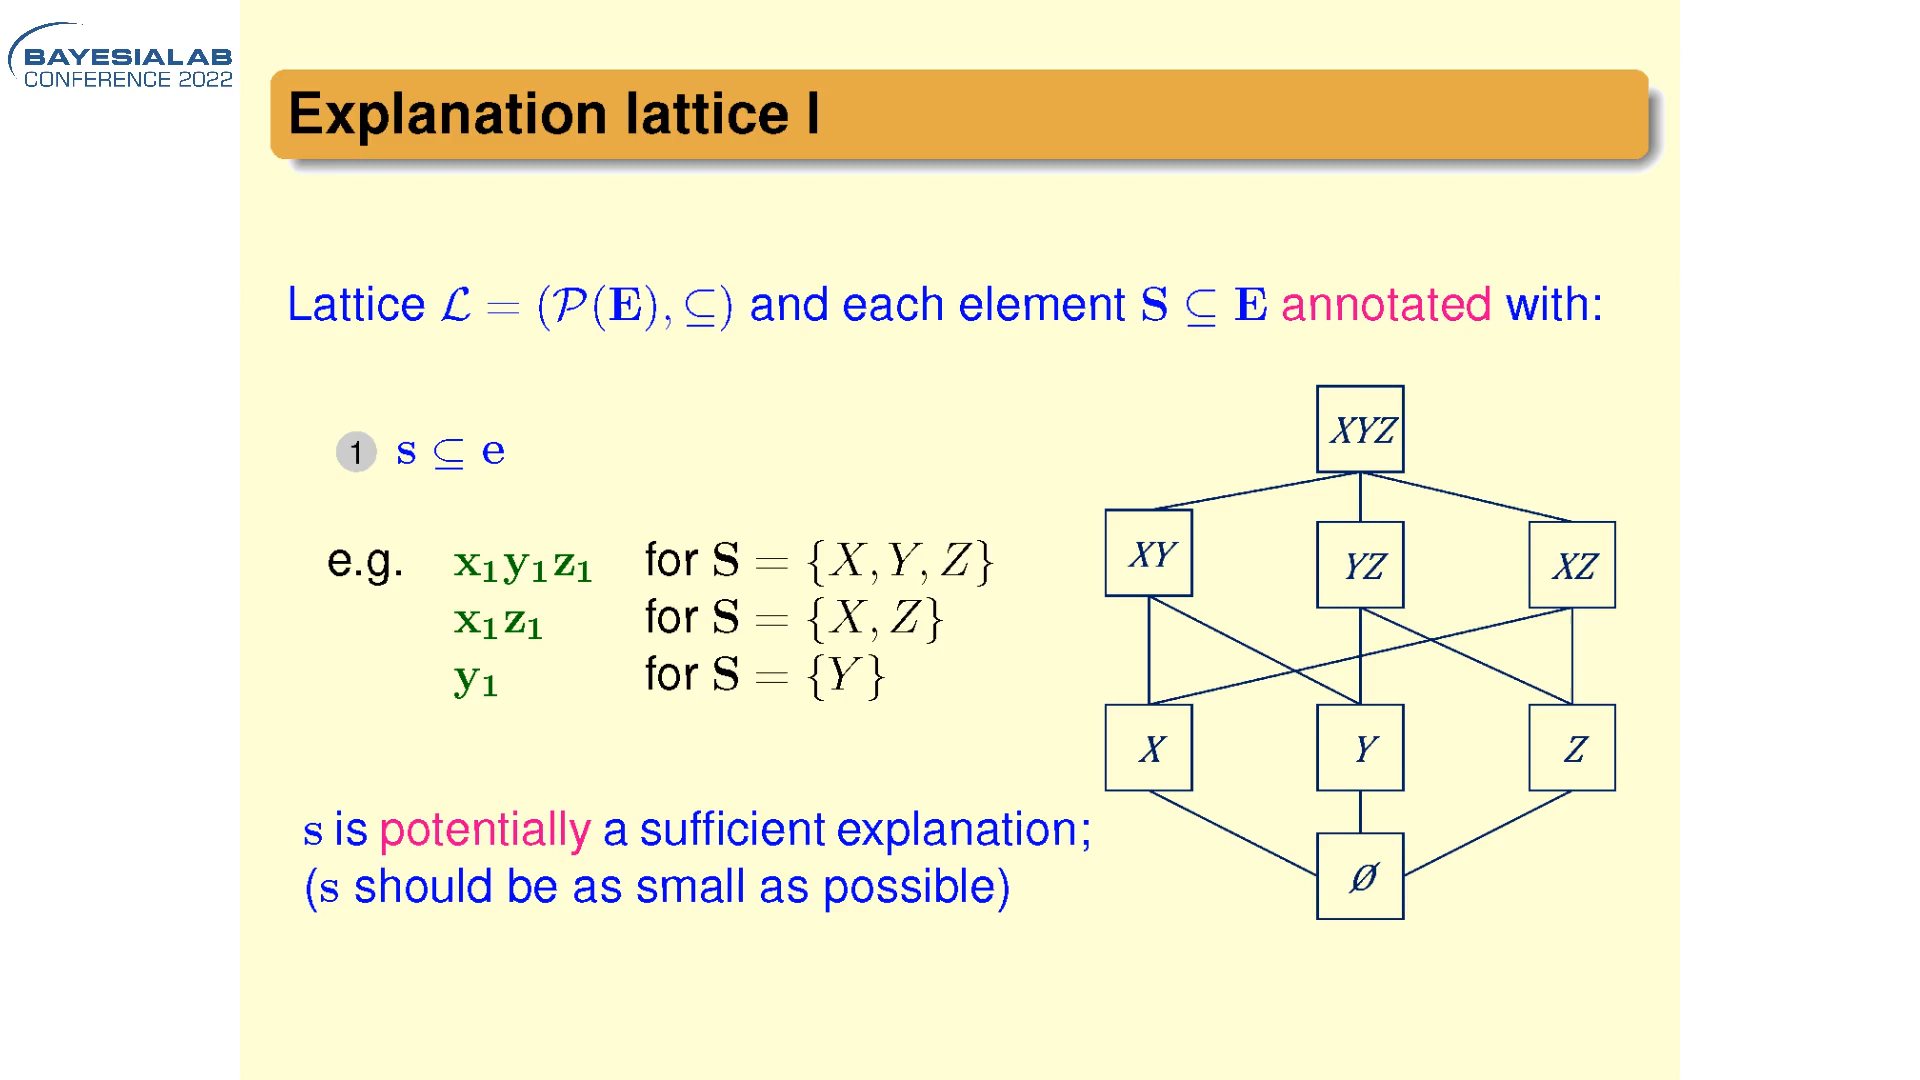 BAYESIALAB
CONFERENCE 2022
Explanation lattice I
Lattice ℒ = (𝒫(E), ⊆) and each element S ⊆ E annotated with:
1 s ⊆ e
e.g. x₁y₁z₁ for S = {X, Y, Z}
x₁z₁ for S = {X, Z}
y₁ for S = {Y}
s is potentially a sufficient explanation;
(s should be as small as possible)
XYZ
XY YZ XZ
X Y Z
Ø